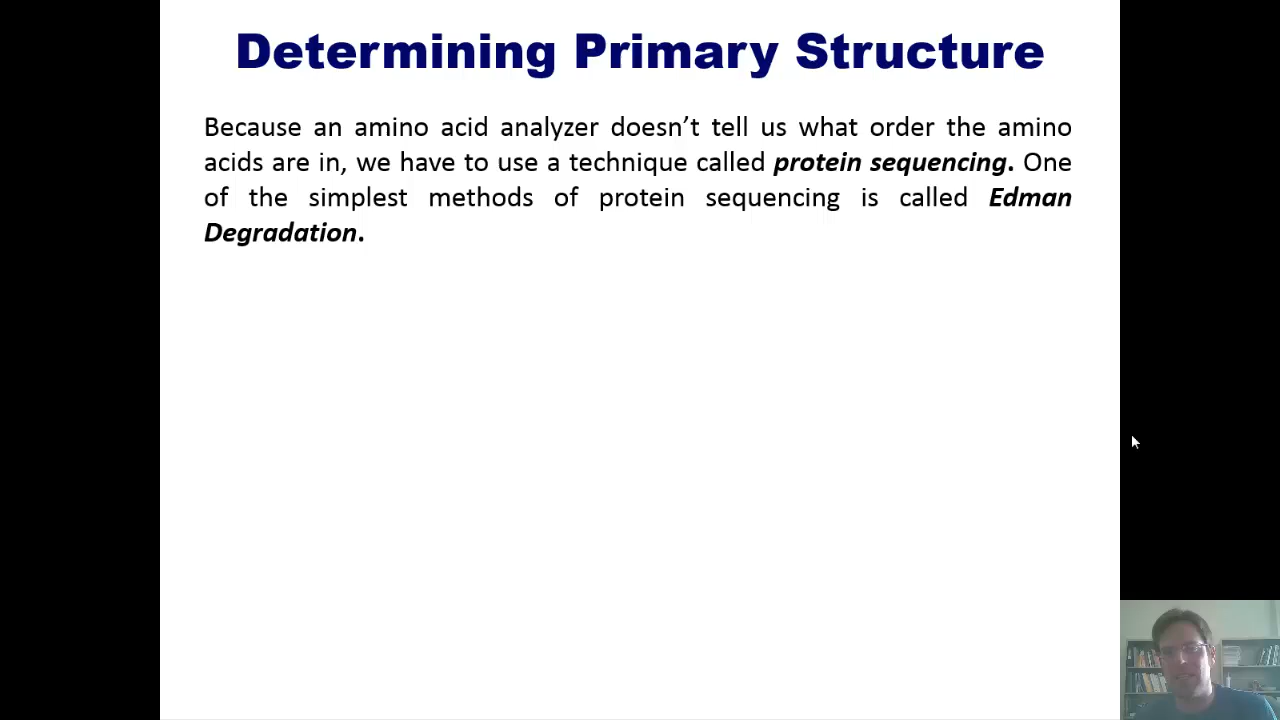 Determining Primary Structure
Because an amino acid analyzer doesn’t tell us what order the amino
acids are in, we have to use a technique called protein sequencing. One
of the simplest methods of protein sequencing is called Edman
Degradation.